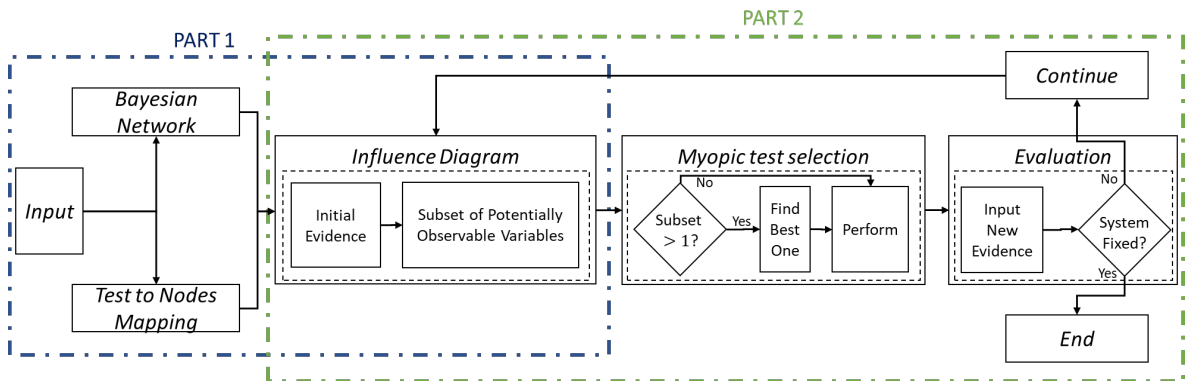 PART 2
PART 1
Continue
Bayesian
Network
Input
Test to Nodes
Mapping
Influence Diagram
Initial
Evidence
Subset of Potentially
Observable Variables
Myopic test selection
No
Subset
> 1?
Yes
Find
Best
One
Perform
Evaluation
Input
New
Evidence
No
System
Fixed?
Yes
End